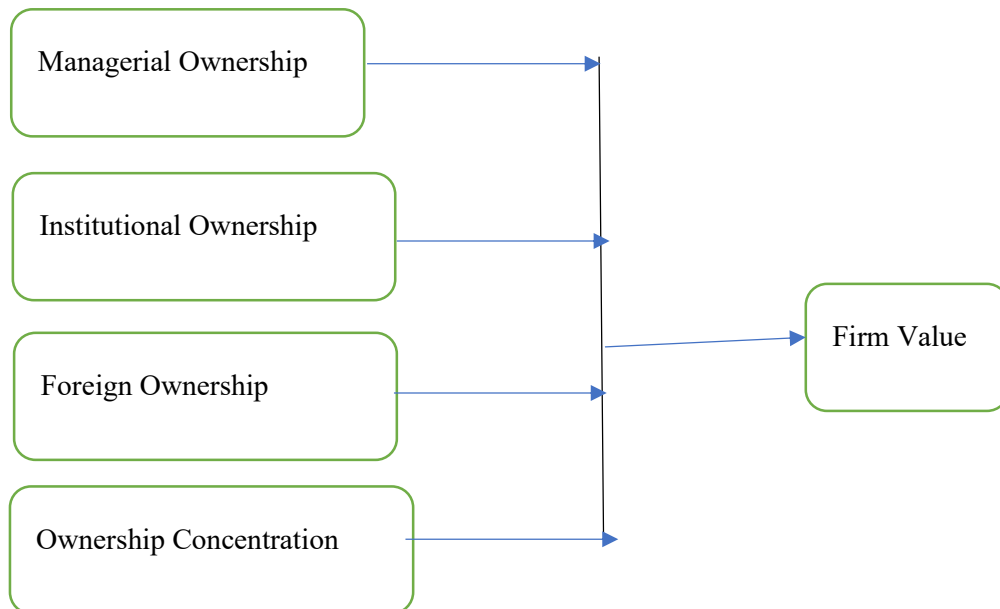 Managerial Ownership
Institutional Ownership
Firm Value
Foreign Ownership
Ownership Concentration